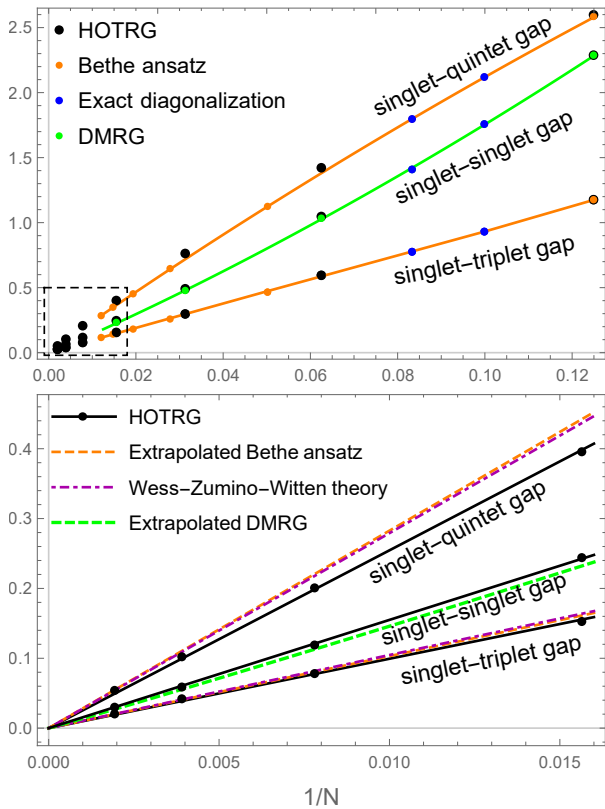 2.5
2.0
1.5
1.0
0.5
0.0
HOTRG
Bethe ansatz
Exact diagonalization
DMRG
singlet-quintet gap
singlet-singlet gap
singlet-triplet gap
0.00
0.02
0.04
0.06
0.08
0.10
0.12
0.4
0.3
0.2
0.1
0.0
HOTRG
Extrapolated Bethe ansatz
Wess-Zumino-Witten theory
Extrapolated DMRG
singlet-quintet gap
singlet-singlet gap
singlet-triplet gap
0.000
0.005
0.010
0.015
1/N